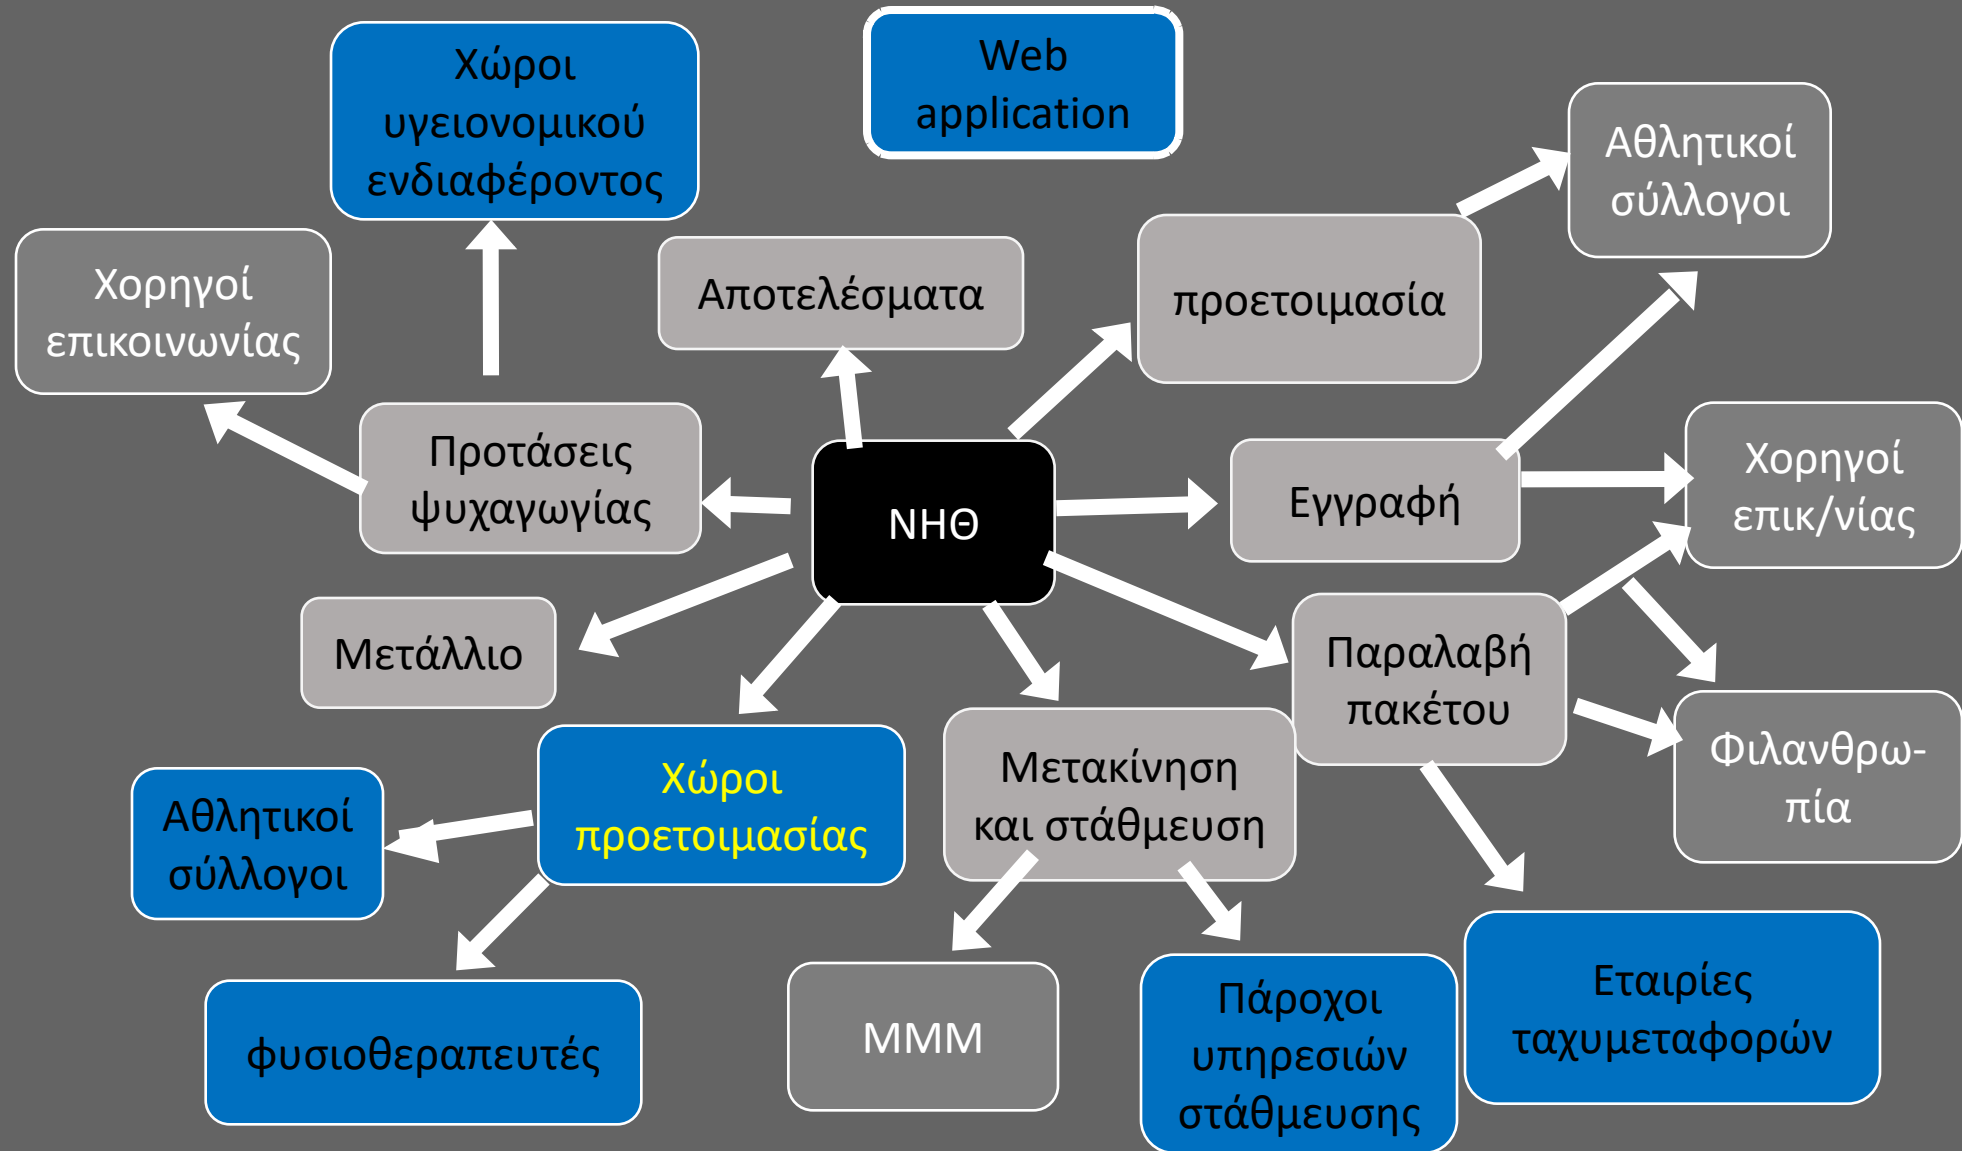 Χώροι
υγειονομικού
ενδιαφέροντος
Web
application
Αθλητικοί
σύλλογοι
Χορηγοί
επικοινωνίας
Αποτελέσματα
προετοιμασία
Προτάσεις
ψυχαγωγίας
ΝΗΘ
Εγγραφή
Χορηγοί
επικ/νίας
Μετάλλιο
Παραλαβή
πακέτου
Χώροι
προετοιμασίας
Μετακίνηση
και στάθμευση
Φιλανθρω-
πία
Αθλητικοί
σύλλογοι
φυσιοθεραπευτές
ΜΜΜ
Πάροχοι
υπηρεσιών
στάθμευσης
Εταιρίες
ταχυμεταφορών